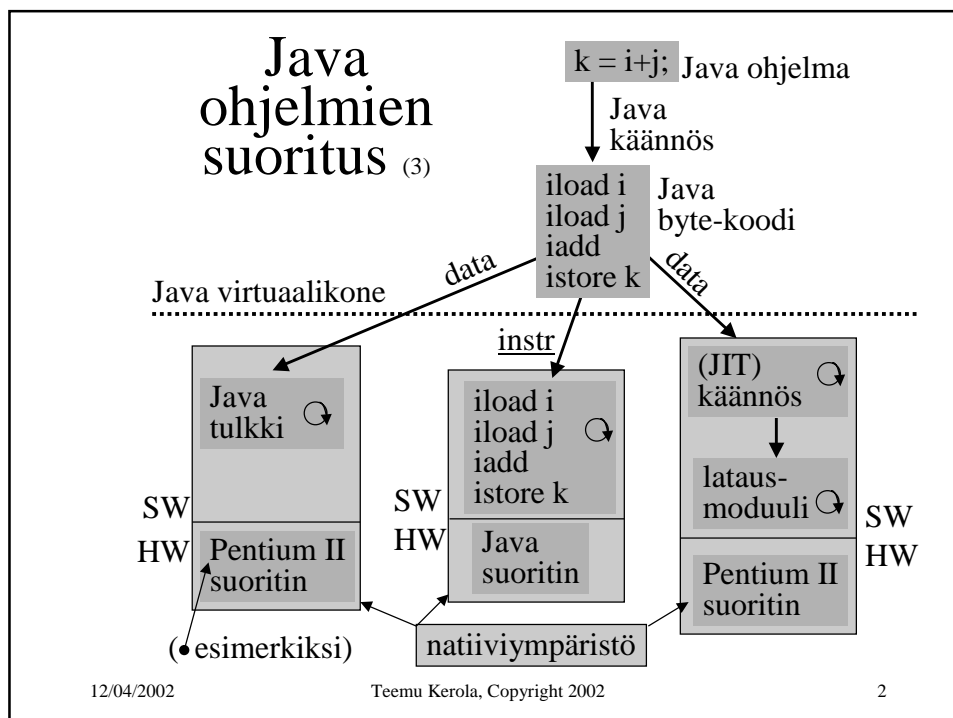 Java
ohjelmien
suoritus (3)
k = i+j;
Java ohjelma
Java
käännös
iload i
iload j
iadd
istore k
Java
byte-koodi
data
data
Java virtuaalikone
instr
Java
tulkki
iload i
iload j
iadd
istore k
(JIT)
käännös
lataus-
moduuli
SW
HW
SW
HW
SW
HW
Pentium II
suoritin
Java
suoritin
Pentium II
suoritin
(esimerkiksi)
natiiviympäristö
12/04/2002
Teemu Kerola, Copyright 2002
2